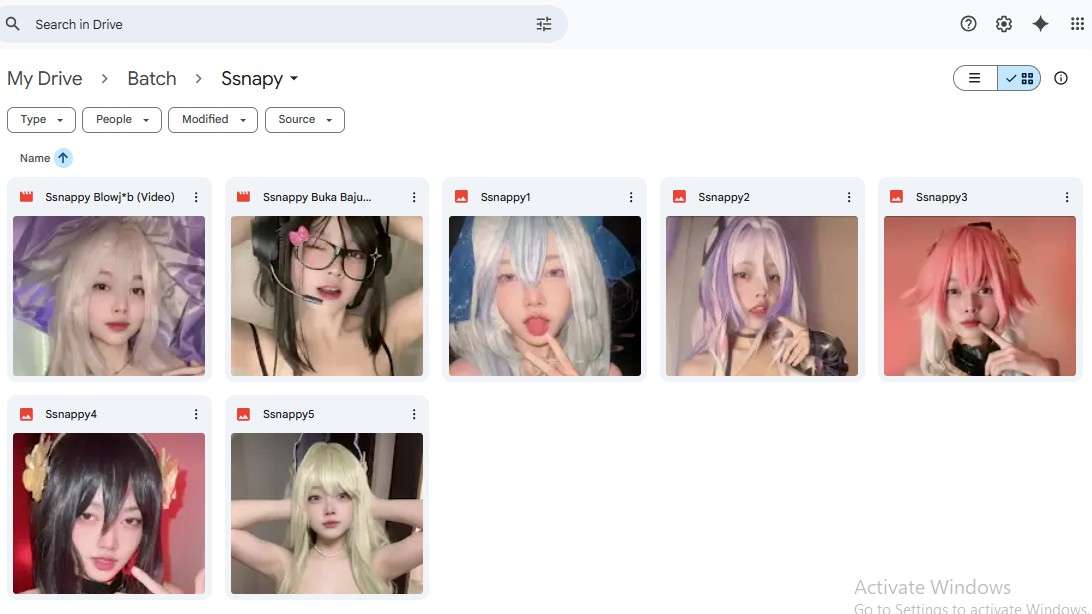 Search in Drive
My Drive > Batch > Ssnapy
Type People Modified Source
Name
Ssnappy Blowj*b (Video)
Ssnappy Buka Baju...
Ssnappy1
Ssnappy2
Ssnappy3
Ssnappy4
Ssnappy5
Activate Windows
Go to Settings to activate Windows.